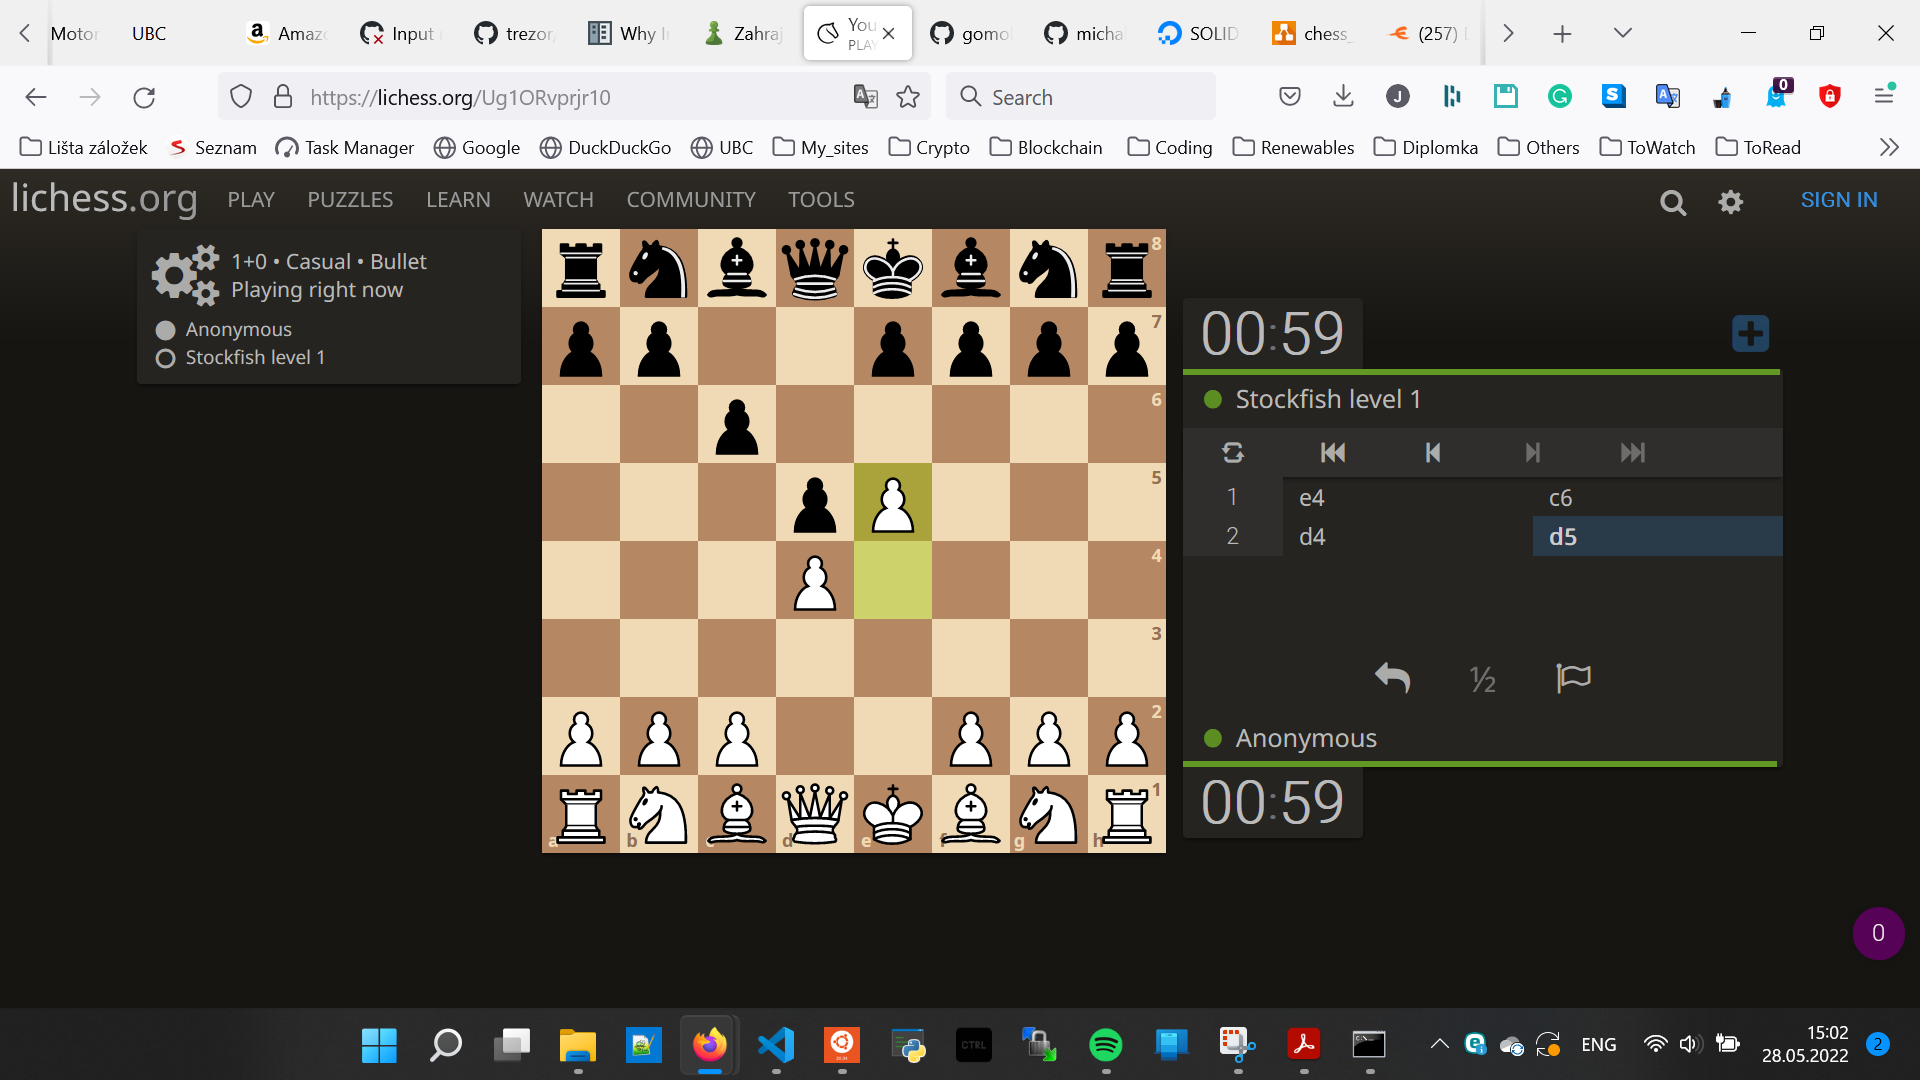 Motor
UBC
Amaz
Input
trezor
Why I
Zahraj
You
PLAY
gomo
micha
SOLID
chess_
(257)
https://lichess.org/Ug1ORvprjr10
Search
J
S
0
Lišta záložek
Seznam
Task Manager
Google
DuckDuckGo
UBC
My_sites
Crypto
Blockchain
Coding
Renewables
Diplomka
Others
ToWatch
ToRead
lichess.org
PLAY
PUZZLES
LEARN
WATCH
COMMUNITY
TOOLS
SIGN IN
1+0 • Casual • Bullet
Playing right now
Anonymous
Stockfish level 1
8
7
6
5
4
3
2
1
a
b
c
d
e
f
g
h
00:59
Stockfish level 1
1 e4 c6
2 d4 d5
½
Anonymous
00:59
0
CTRL
ENG
15:02
28.05.2022
2